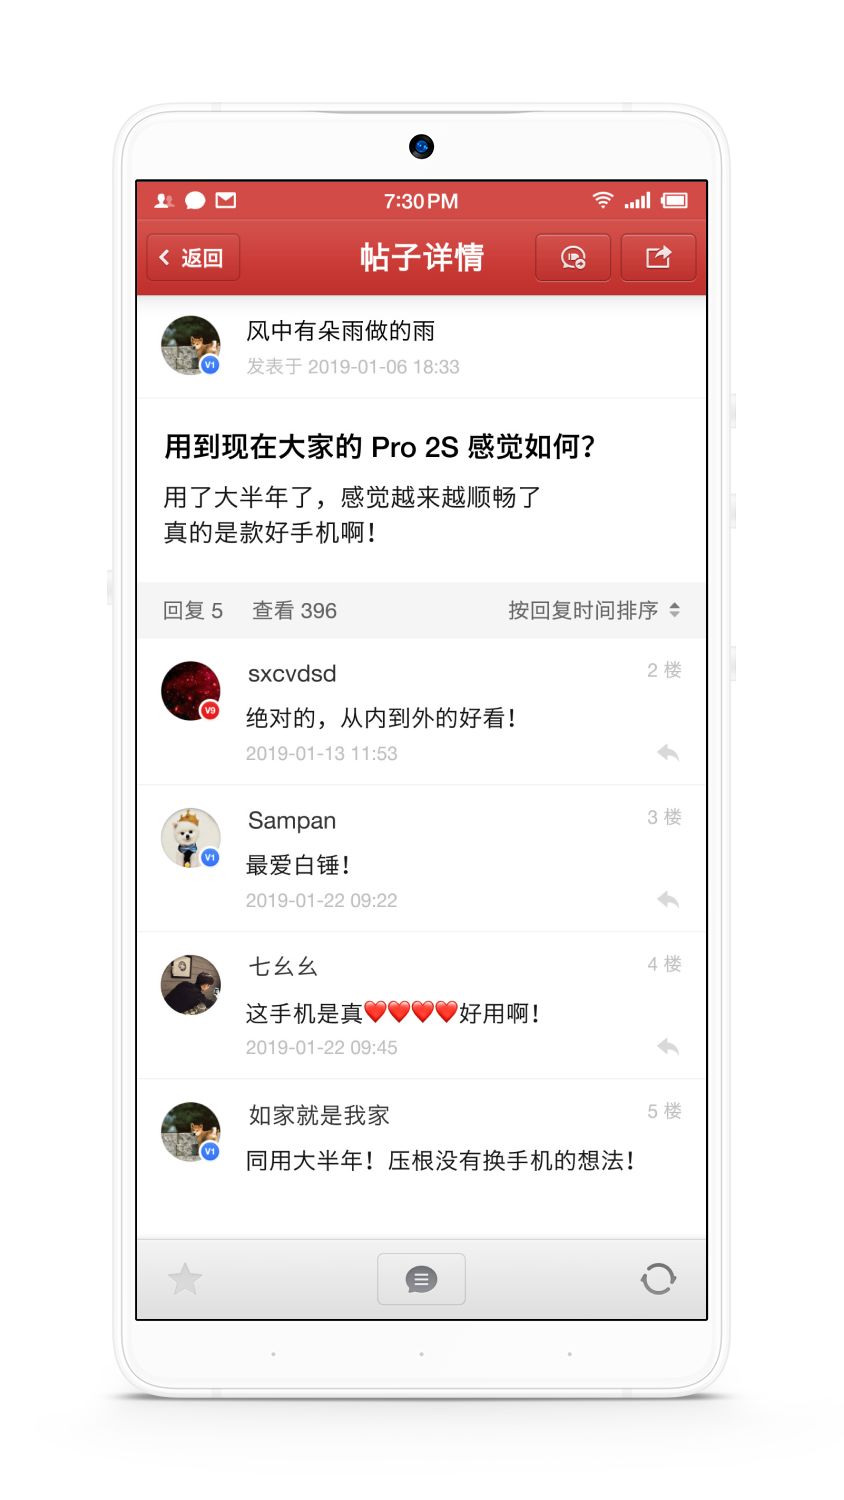 7:30 PM
返回
帖子详情
风中有朵雨做的雨
V1
发表于 2019-01-06 18:33
用到现在大家的 Pro 2S 感觉如何？
用了大半年了，感觉越来越顺畅了
真的是款好手机啊！
回复 5 查看 396 按回复时间排序
sxcvdsd 2 楼
V9
绝对的，从内到外的好看！
2019-01-13 11:53
Sampan 3 楼
V1
最爱白锤！
2019-01-22 09:22
七幺幺 4 楼
这手机是真❤️❤️❤️❤️好用啊！
2019-01-22 09:45
如家就是我家 5 楼
V1
同用大半年！压根没有换手机的想法！